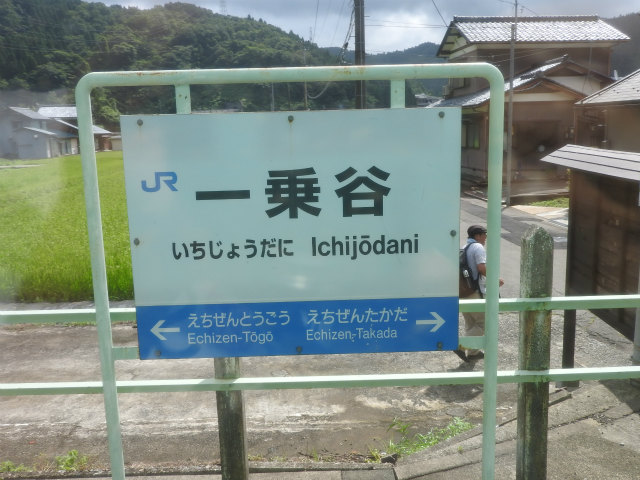 JR 一乗谷
いちじょうだに Ichijōdani
えちぜんとうごう えちぜんたかだ
← Echizen-Tōgō Echizen-Takada →